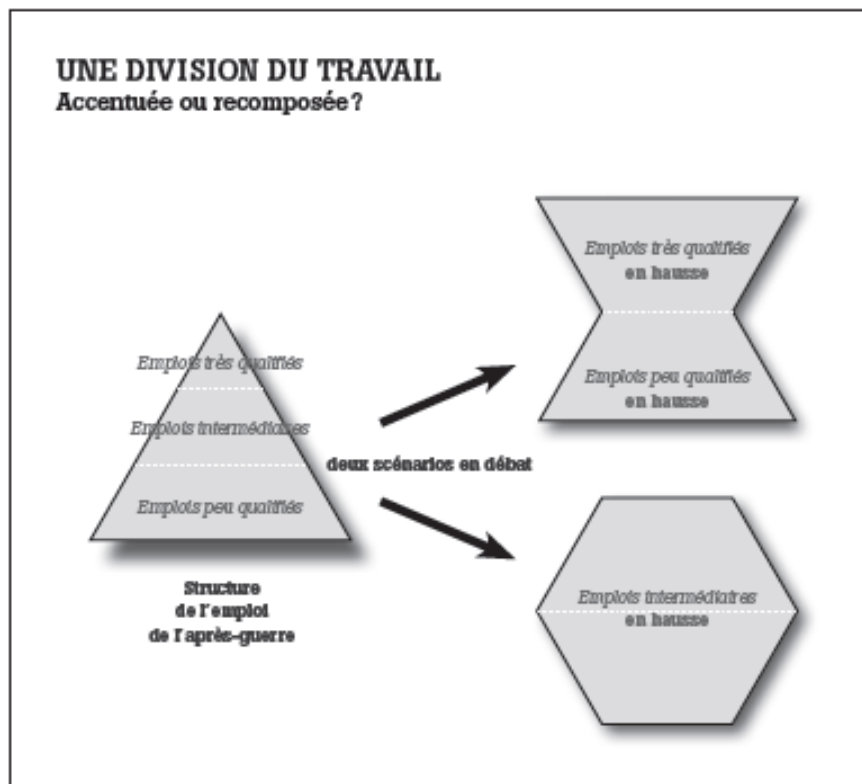 UNE DIVISION DU TRAVAIL
Accentuée ou recomposée ?
Emplois très qualifiés
Emplois intermédiaires
Emplois peu qualifiés
Structure
de l'emploi
de l'après-guerre
deux scénarios en débat
Emplois très qualifiés
en hausse
Emplois peu qualifiés
en hausse
Emplois intermédiaires
en hausse